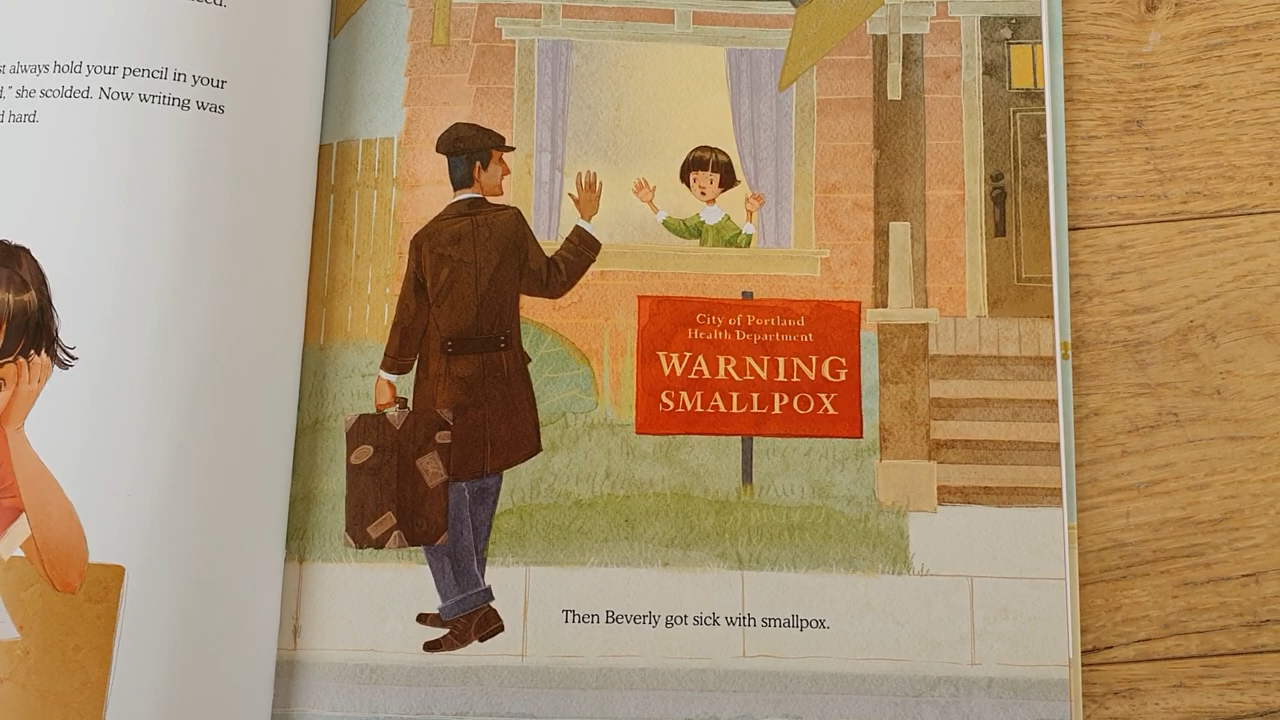 always hold your pencil in your
she scolded. Now writing was
hard.
City of Portland
Health Department
WARNING
SMALLPOX
Then Beverly got sick with smallpox.